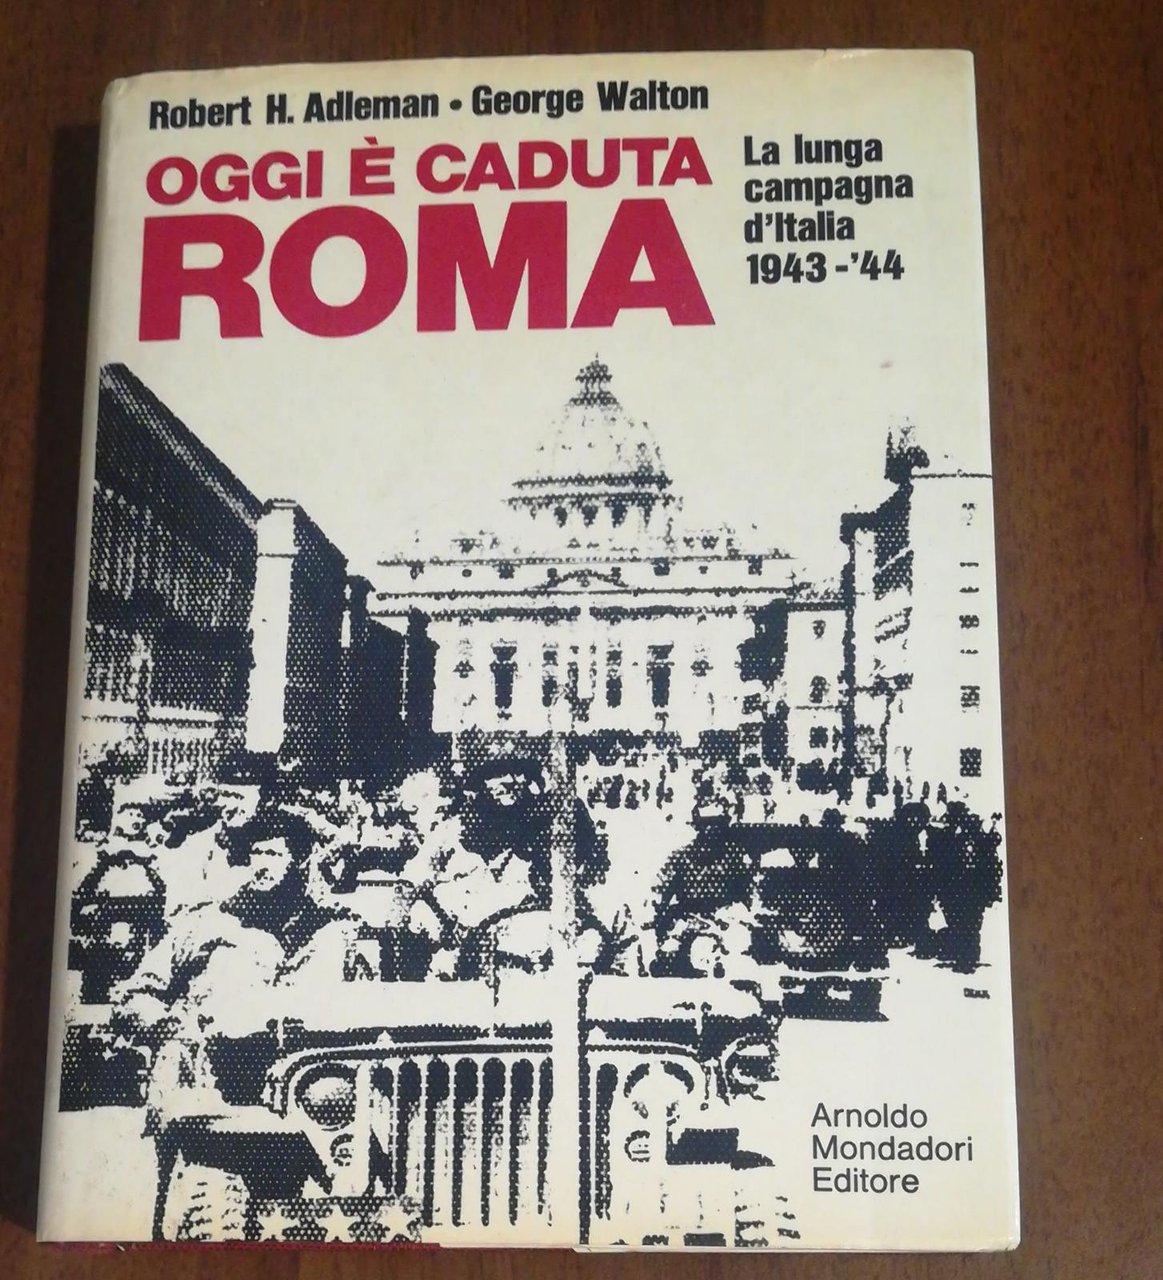 Robert H. Adleman • George Walton
OGGI È CADUTA
ROMA
La lunga
campagna
d'Italia
1943-'44
Arnoldo
Mondadori
Editore